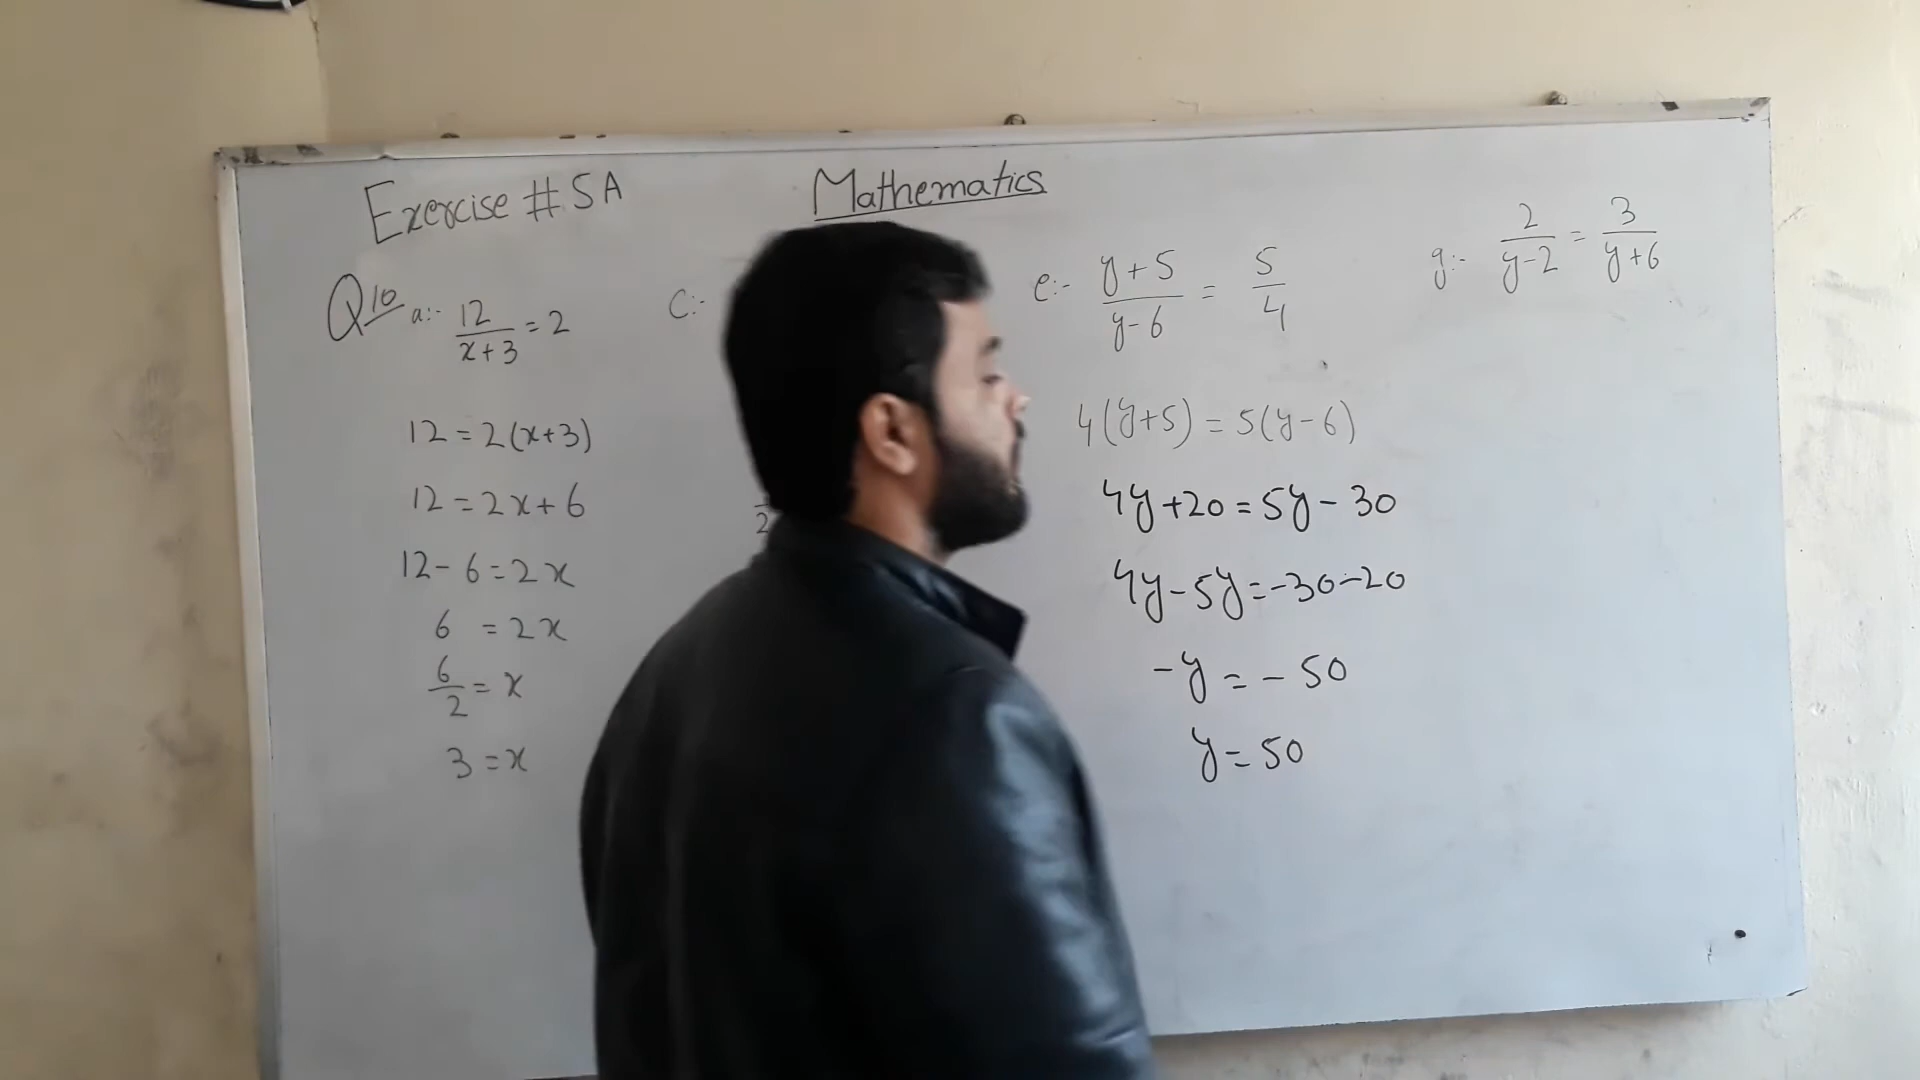 Exercise # 5A
Mathematics
Q10 a:- 12/(x+3) = 2
12 = 2(x+3)
12 = 2x + 6
12 - 6 = 2x
6 = 2x
6/2 = x
3 = x
c:-
2
e:- (y+5)/(y-6) = 5/4
4(y+5) = 5(y-6)
4y+20 = 5y-30
4y-5y = -30-20
-y = -50
y = 50
g:- 2/(y-2) = 3/(y+6)